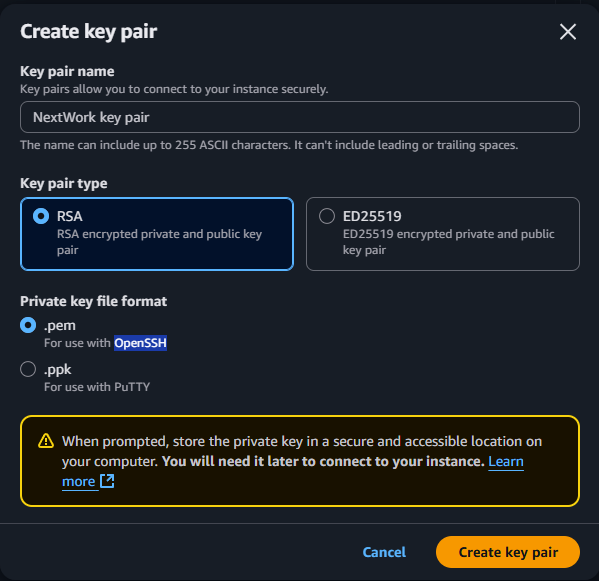 Create key pair
Key pair name
Key pairs allow you to connect to your instance securely.
NextWork key pair
The name can include up to 255 ASCII characters. It can't include leading or trailing spaces.
Key pair type
RSA
RSA encrypted private and public key
pair
ED25519
ED25519 encrypted private and public
key pair
Private key file format
.pem
For use with OpenSSH
.ppk
For use with PuTTY
When prompted, store the private key in a secure and accessible location on
your computer. You will need it later to connect to your instance. Learn
more
Cancel
Create key pair